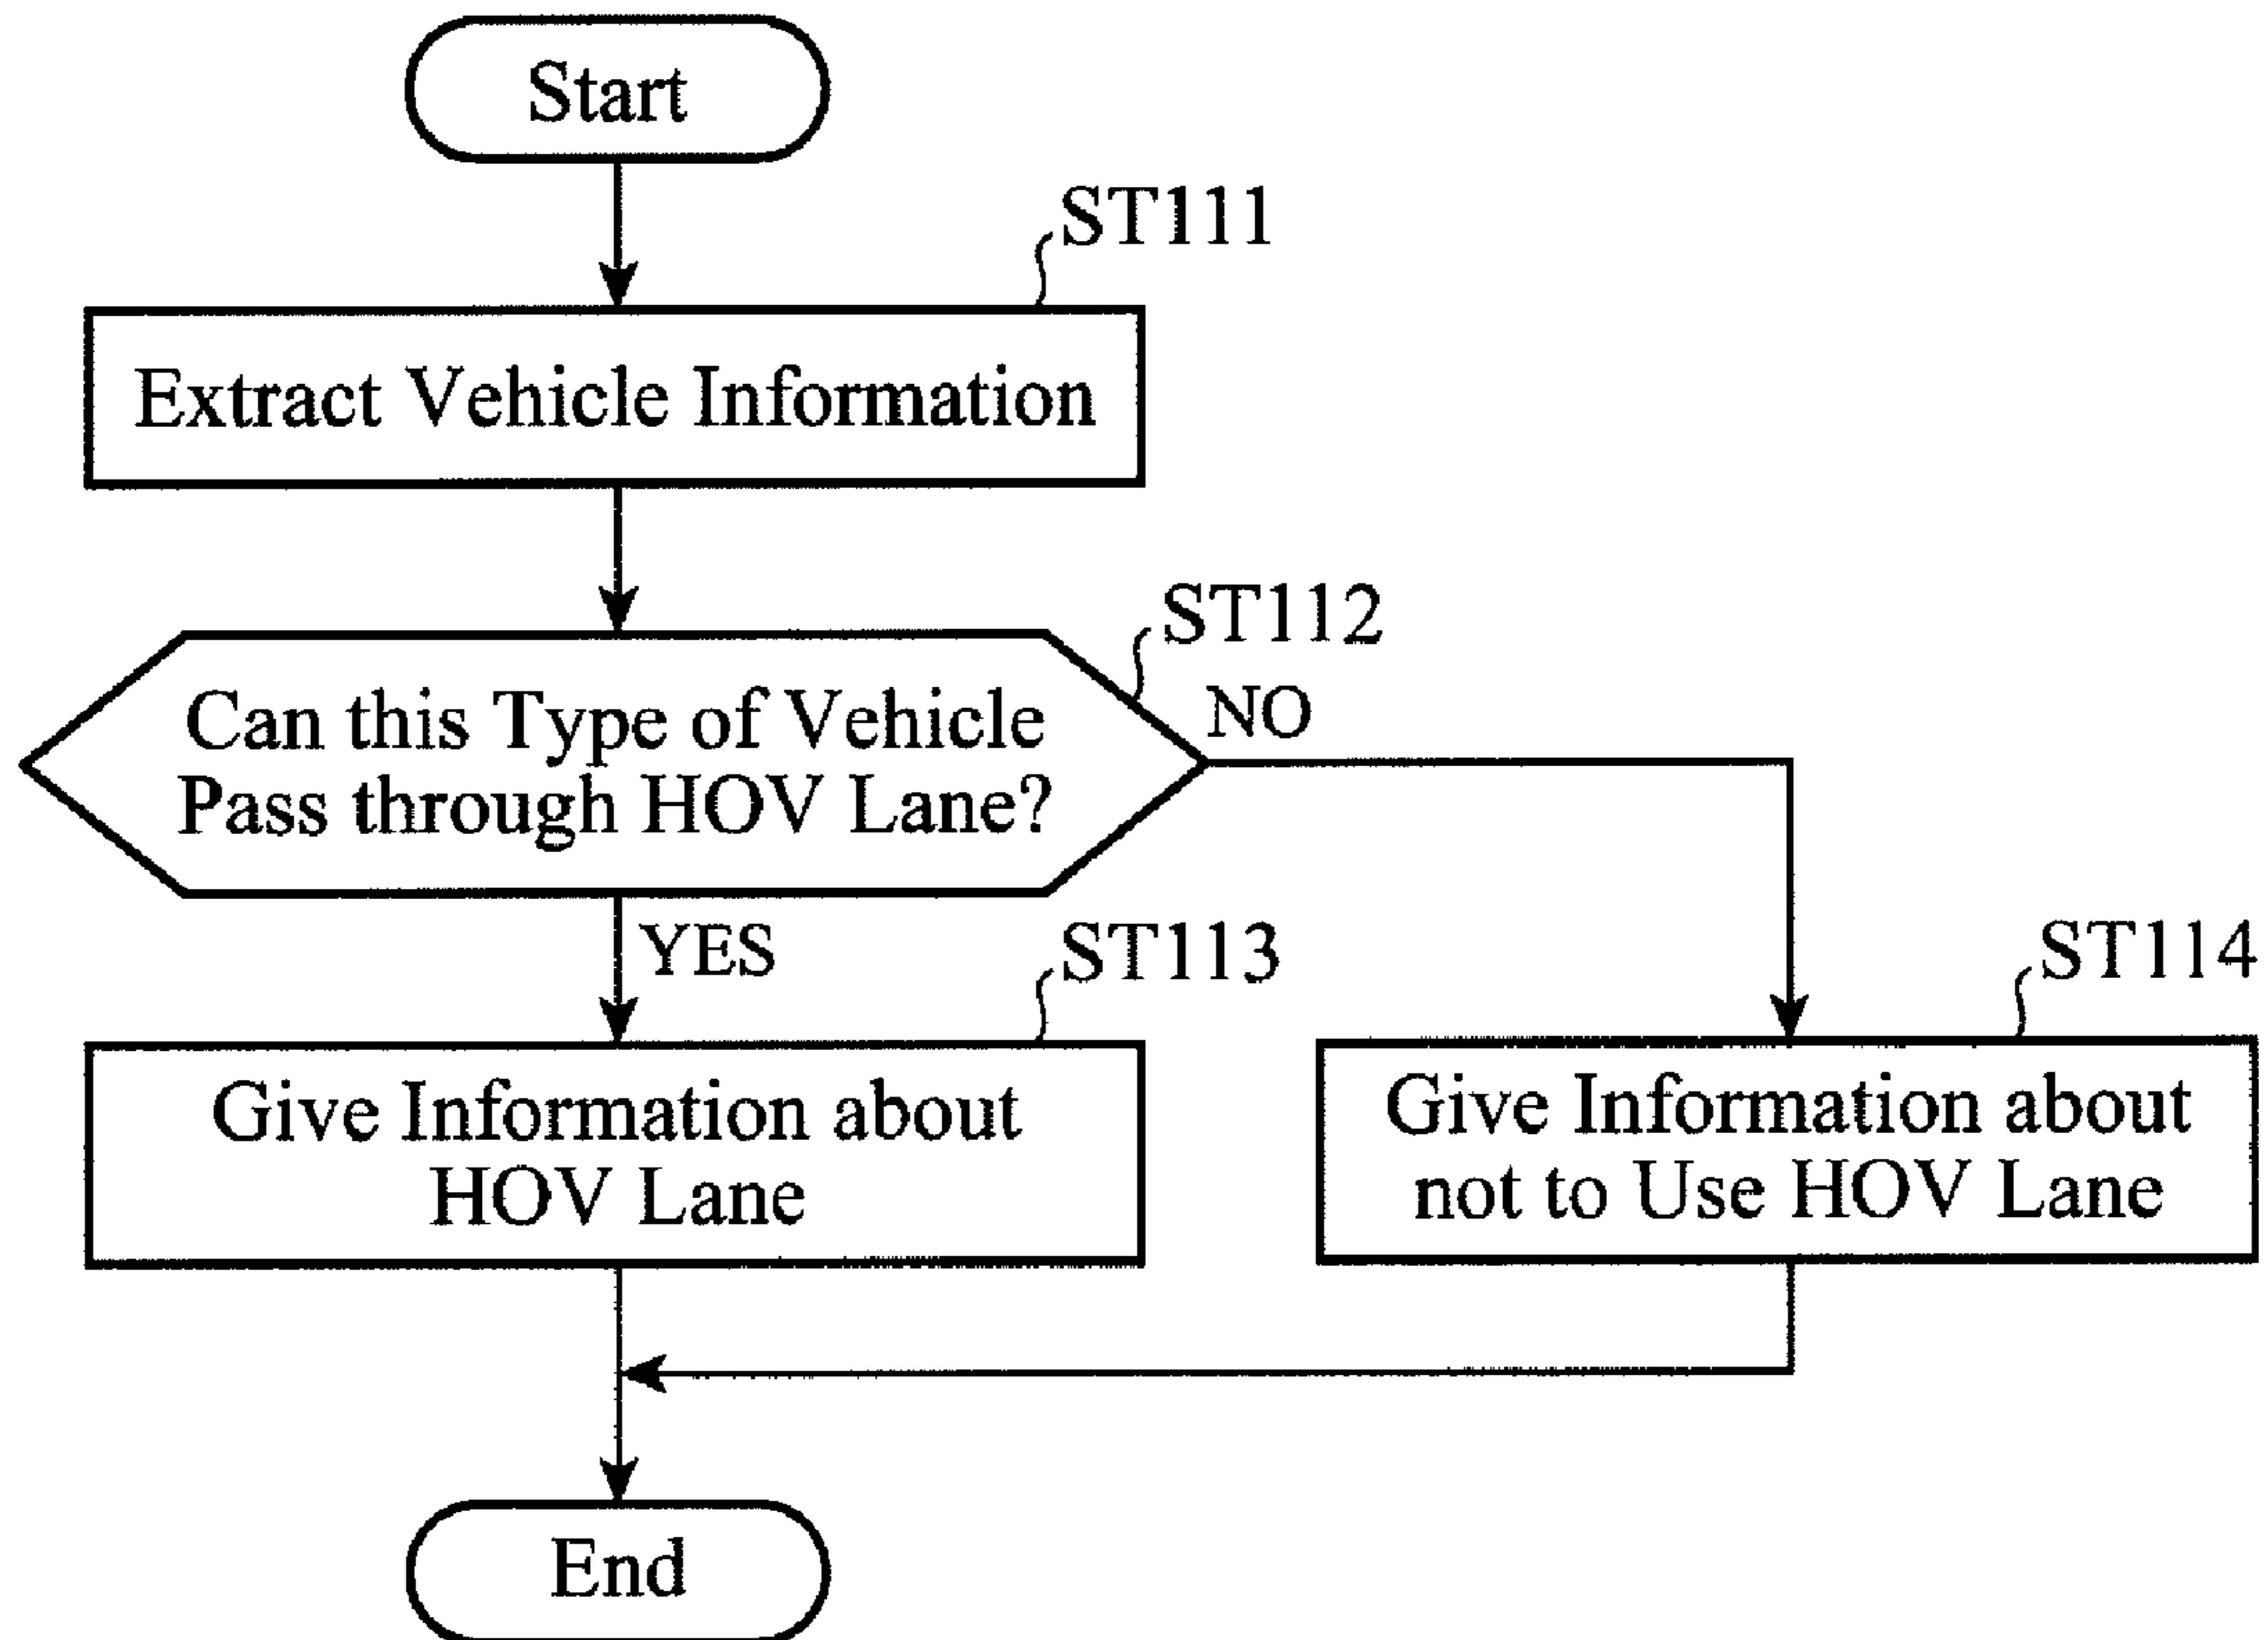 Start
ST111
Extract Vehicle Information
ST112
Can this Type of Vehicle
Pass through HOV Lane?
NO
YES
ST113
Give Information about
HOV Lane
ST114
Give Information about
not to Use HOV Lane
End